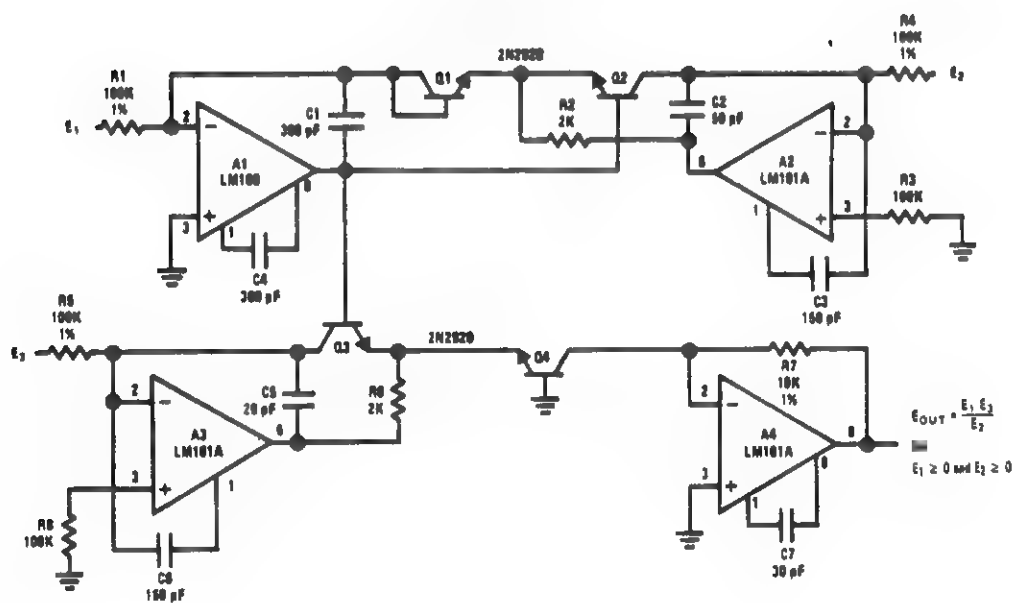 R1
100K
1%
E1
2
3
A1
1
8
C4
300 pF
C1
300 pF
Q1
2N2920
Q2
R2
2K
C2
50 pF
R4
100K
1%
E2
6
A2
LM101A
2
3
1
R3
100K
C3
150 pF
R5
100K
1%
E3
2
3
A3
LM101A
6
1
R8
100K
C6
150 pF
C5
20 pF
Q3
R6
2K
2N2920
Q4
2
3
A4
LM101A
1
8
6
C7
30 pF
R7
10K
1%
EOUT = E1 E3
E2
E1 ≥ 0 and E2 ≥ 0